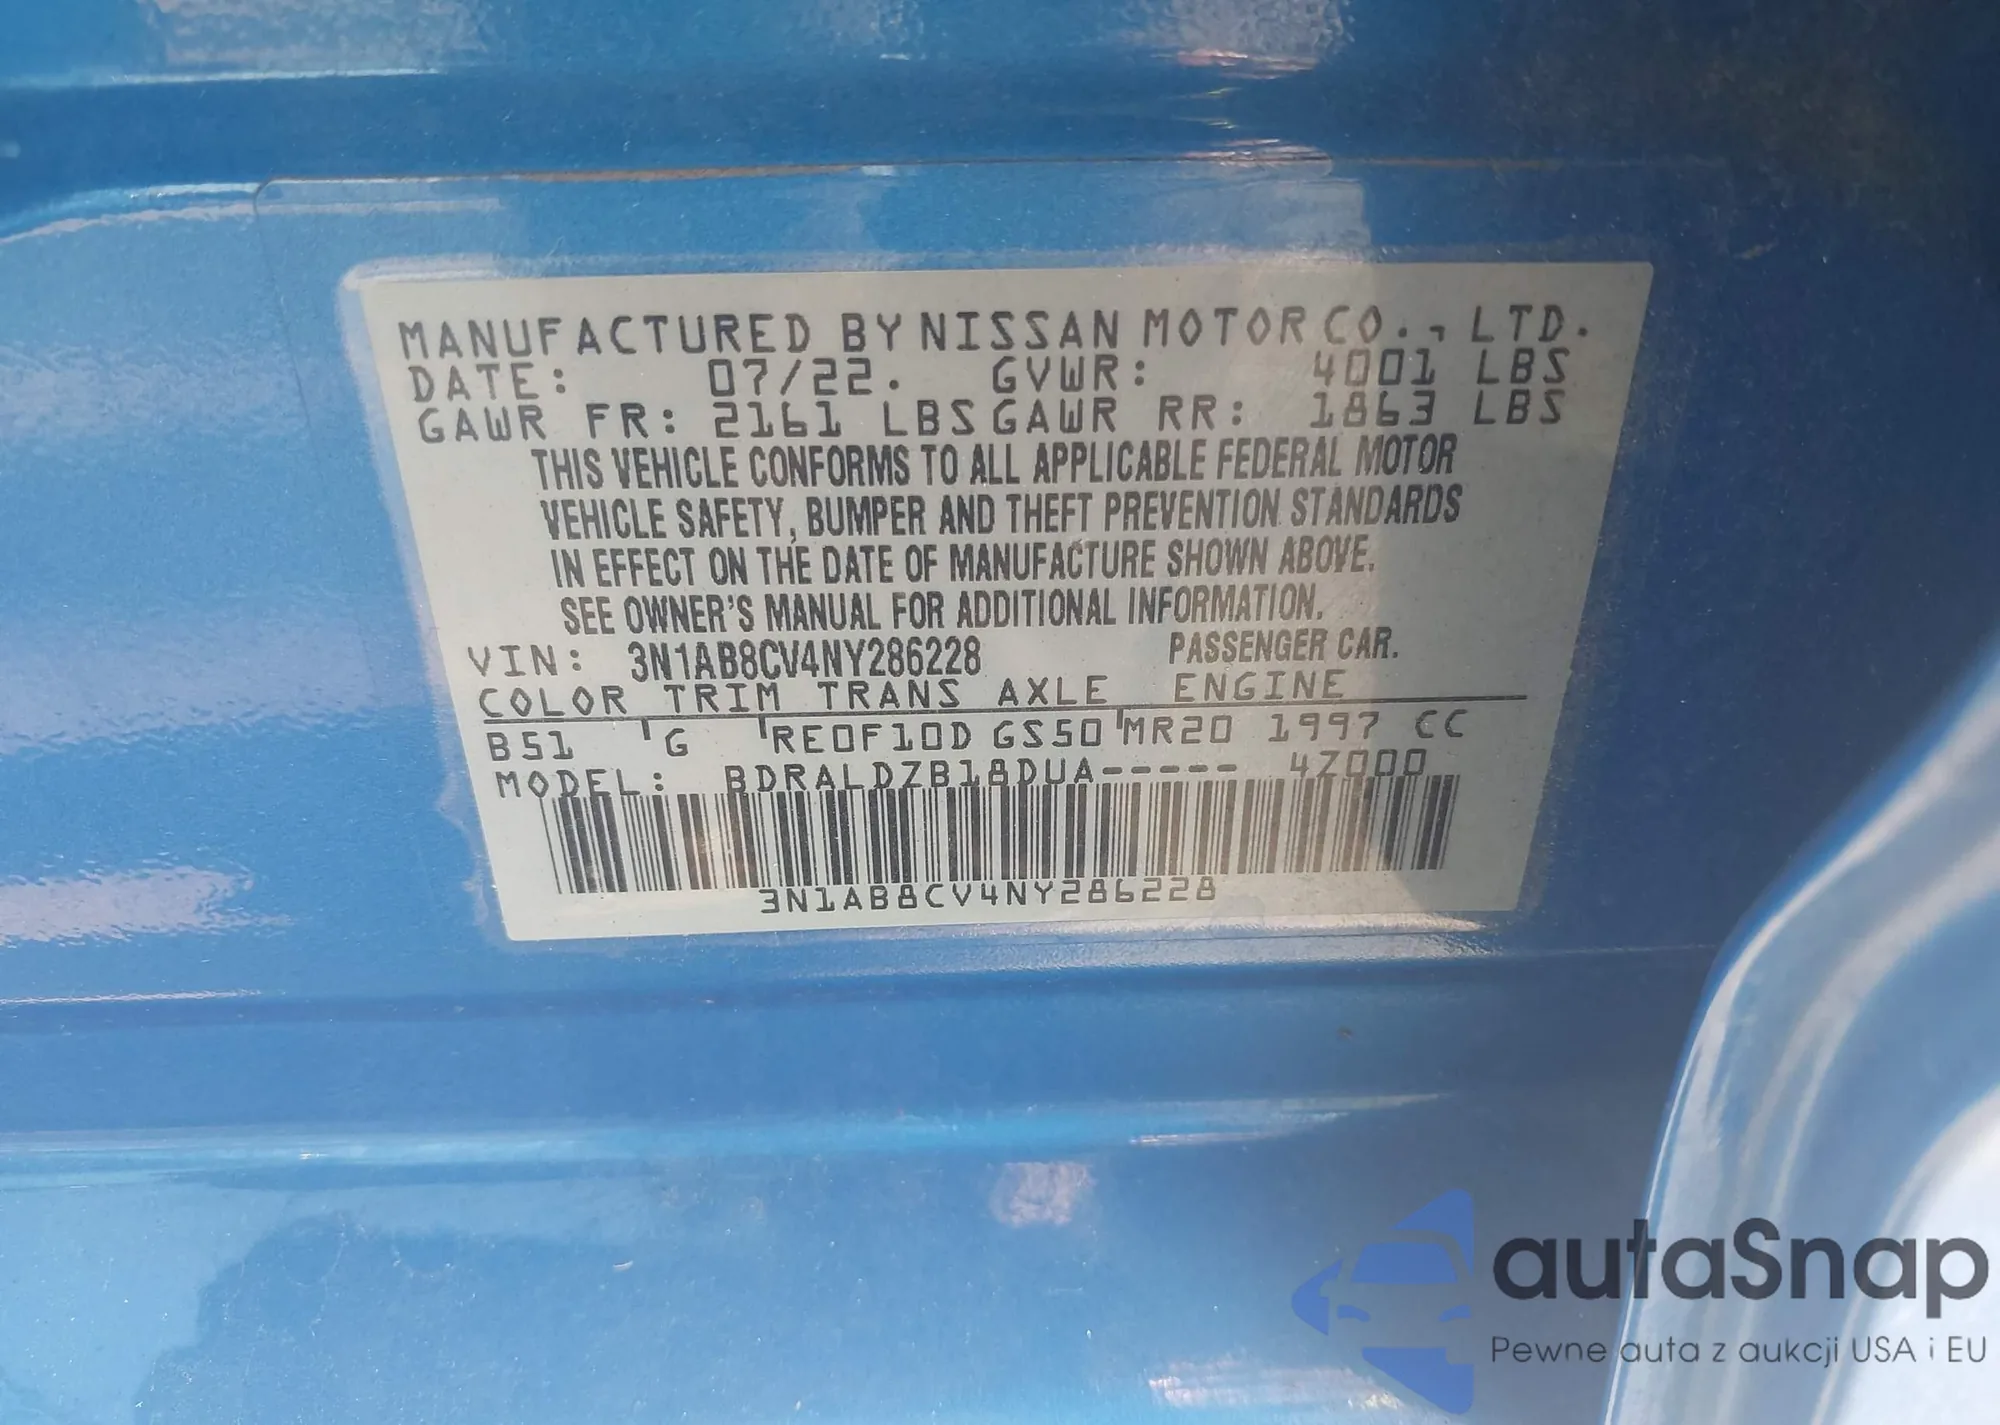 MANUFACTURED BY NISSAN MOTOR CO., LTD.
DATE: 07/22. GVWR: 4001 LBS
GAWR FR: 2161 LBS GAWR RR: 1863 LBS
THIS VEHICLE CONFORMS TO ALL APPLICABLE FEDERAL MOTOR
VEHICLE SAFETY, BUMPER AND THEFT PREVENTION STANDARDS
IN EFFECT ON THE DATE OF MANUFACTURE SHOWN ABOVE.
SEE OWNER'S MANUAL FOR ADDITIONAL INFORMATION.
VIN: 3N1AB8CV4NY286228 PASSENGER CAR.
COLOR TRIM TRANS AXLE ENGINE
B51 G RE0F10D GS50 MR20 1997 CC
MODEL: BDRALDZB18DUA----- 4Z000
3N1AB8CV4NY286228
autaSnap
Pewne auta z aukcji USA i EU